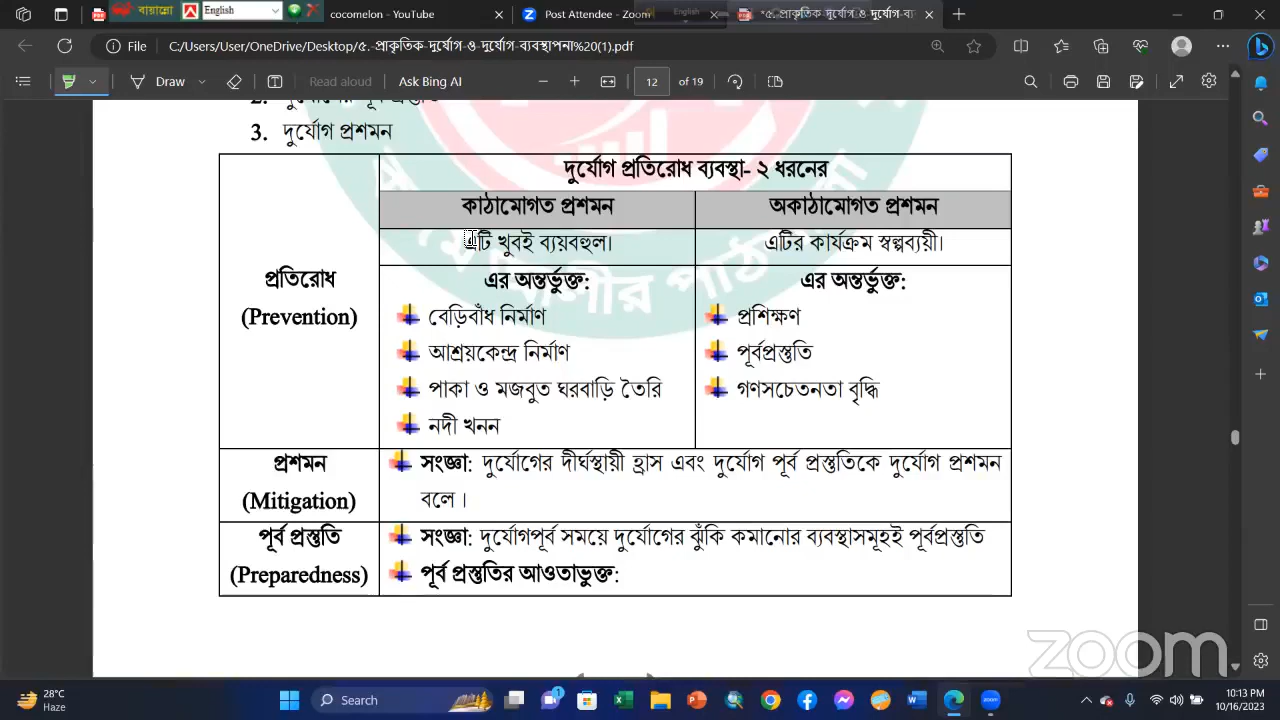 বায়ান্নো English cocomelon - YouTube Post Attendee - Zoom English ৫. প্রাকৃতিক দুর্যোগ ও দুর্যোগ-ব্য
File C:/Users/User/OneDrive/Desktop/৫.-প্রাকৃতিক দুর্যোগ ও দুর্যোগ-ব্যবস্থাপনা%20(1).pdf
Draw Read aloud Ask Bing AI 12 of 19
3. দুর্যোগ প্রশমন
দুর্যোগ প্রতিরোধ ব্যবস্থা- ২ ধরনের
কাঠামোগত প্রশমন অকাঠামোগত প্রশমন
এটি খুবই ব্যয়বহুল। এটির কার্যক্রম স্বল্পব্যয়ী।
প্রতিরোধ
(Prevention)
এর অন্তর্ভুক্ত: এর অন্তর্ভুক্ত:
বেড়িবাঁধ নির্মাণ প্রশিক্ষণ
আশ্রয়কেন্দ্র নির্মাণ পূর্বপ্রস্তুতি
পাকা ও মজবুত ঘরবাড়ি তৈরি গণসচেতনতা বৃদ্ধি
নদী খনন
প্রশমন
(Mitigation)
সংজ্ঞা: দুর্যোগের দীর্ঘস্থায়ী হ্রাস এবং দুর্যোগ পূর্ব প্রস্তুতিকে দুর্যোগ প্রশমন
বলে।
পূর্ব প্রস্তুতি
(Preparedness)
সংজ্ঞা: দুর্যোগপূর্ব সময়ে দুর্যোগের ঝুঁকি কমানোর ব্যবস্থাসমূহই পূর্বপ্রস্তুতি
পূর্ব প্রস্তুতির আওতাভুক্ত:
zoom
28°C
Haze
Search
10:13 PM
10/16/2023